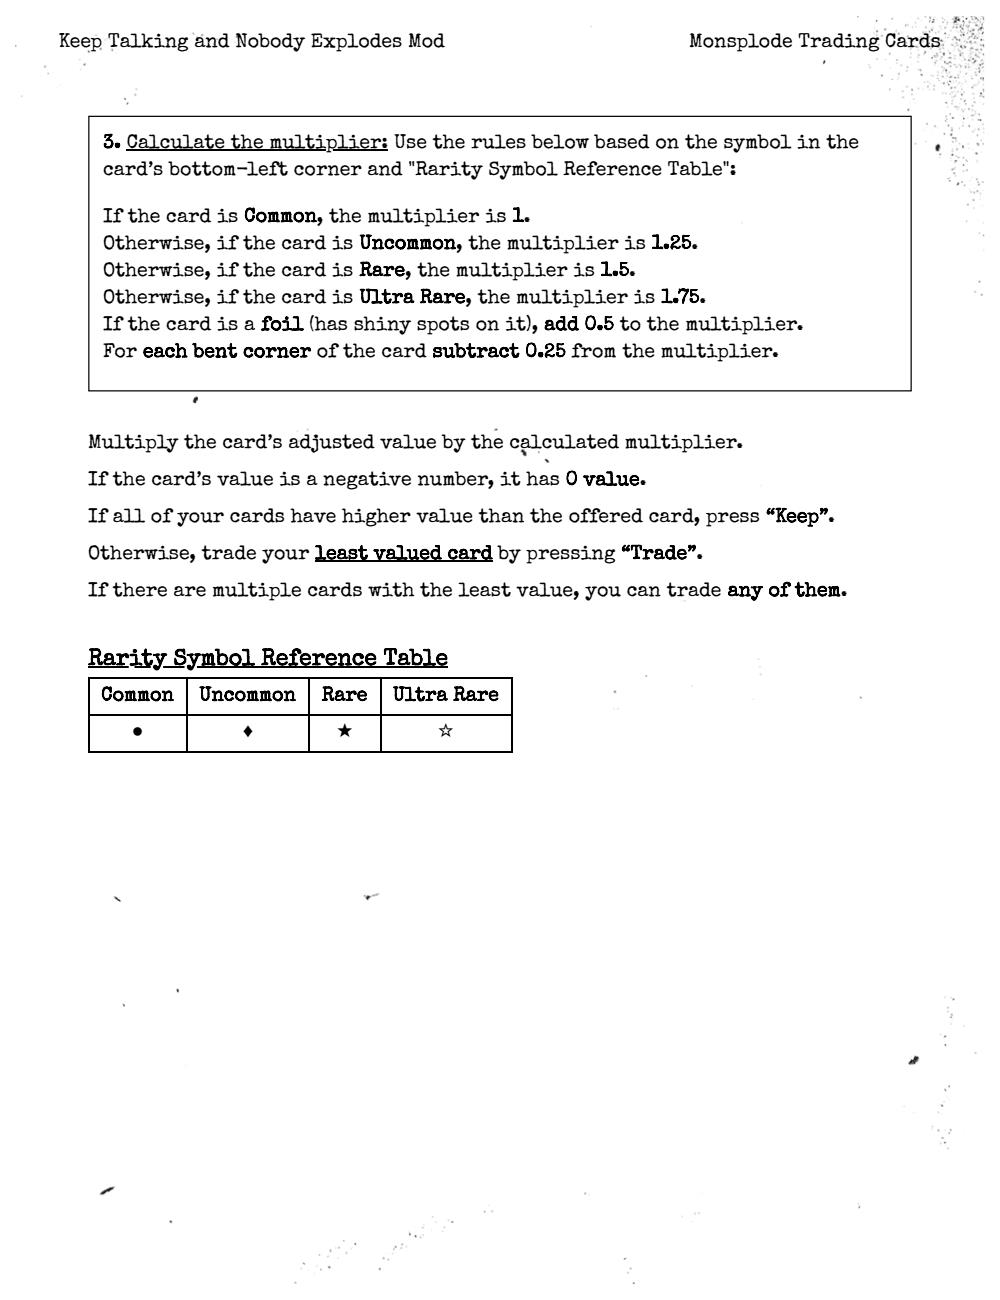 Keep Talking and Nobody Explodes Mod
Monsplode Trading Cards
3. Calculate the multiplier: Use the rules below based on the symbol in the
card's bottom-left corner and "Rarity Symbol Reference Table":
If the card is Common, the multiplier is 1.
Otherwise, if the card is Uncommon, the multiplier is 1.25.
Otherwise, if the card is Rare, the multiplier is 1.5.
Otherwise, if the card is Ultra Rare, the multiplier is 1.75.
If the card is a foil (has shiny spots on it), add 0.5 to the multiplier.
For each bent corner of the card subtract 0.25 from the multiplier.
Multiply the card's adjusted value by the calculated multiplier.
If the card's value is a negative number, it has 0 value.
If all of your cards have higher value than the offered card, press “Keep”.
Otherwise, trade your least valued card by pressing “Trade”.
If there are multiple cards with the least value, you can trade any of them.
Rarity Symbol Reference Table
Common Uncommon Rare Ultra Rare
● ♦ ★ ☆